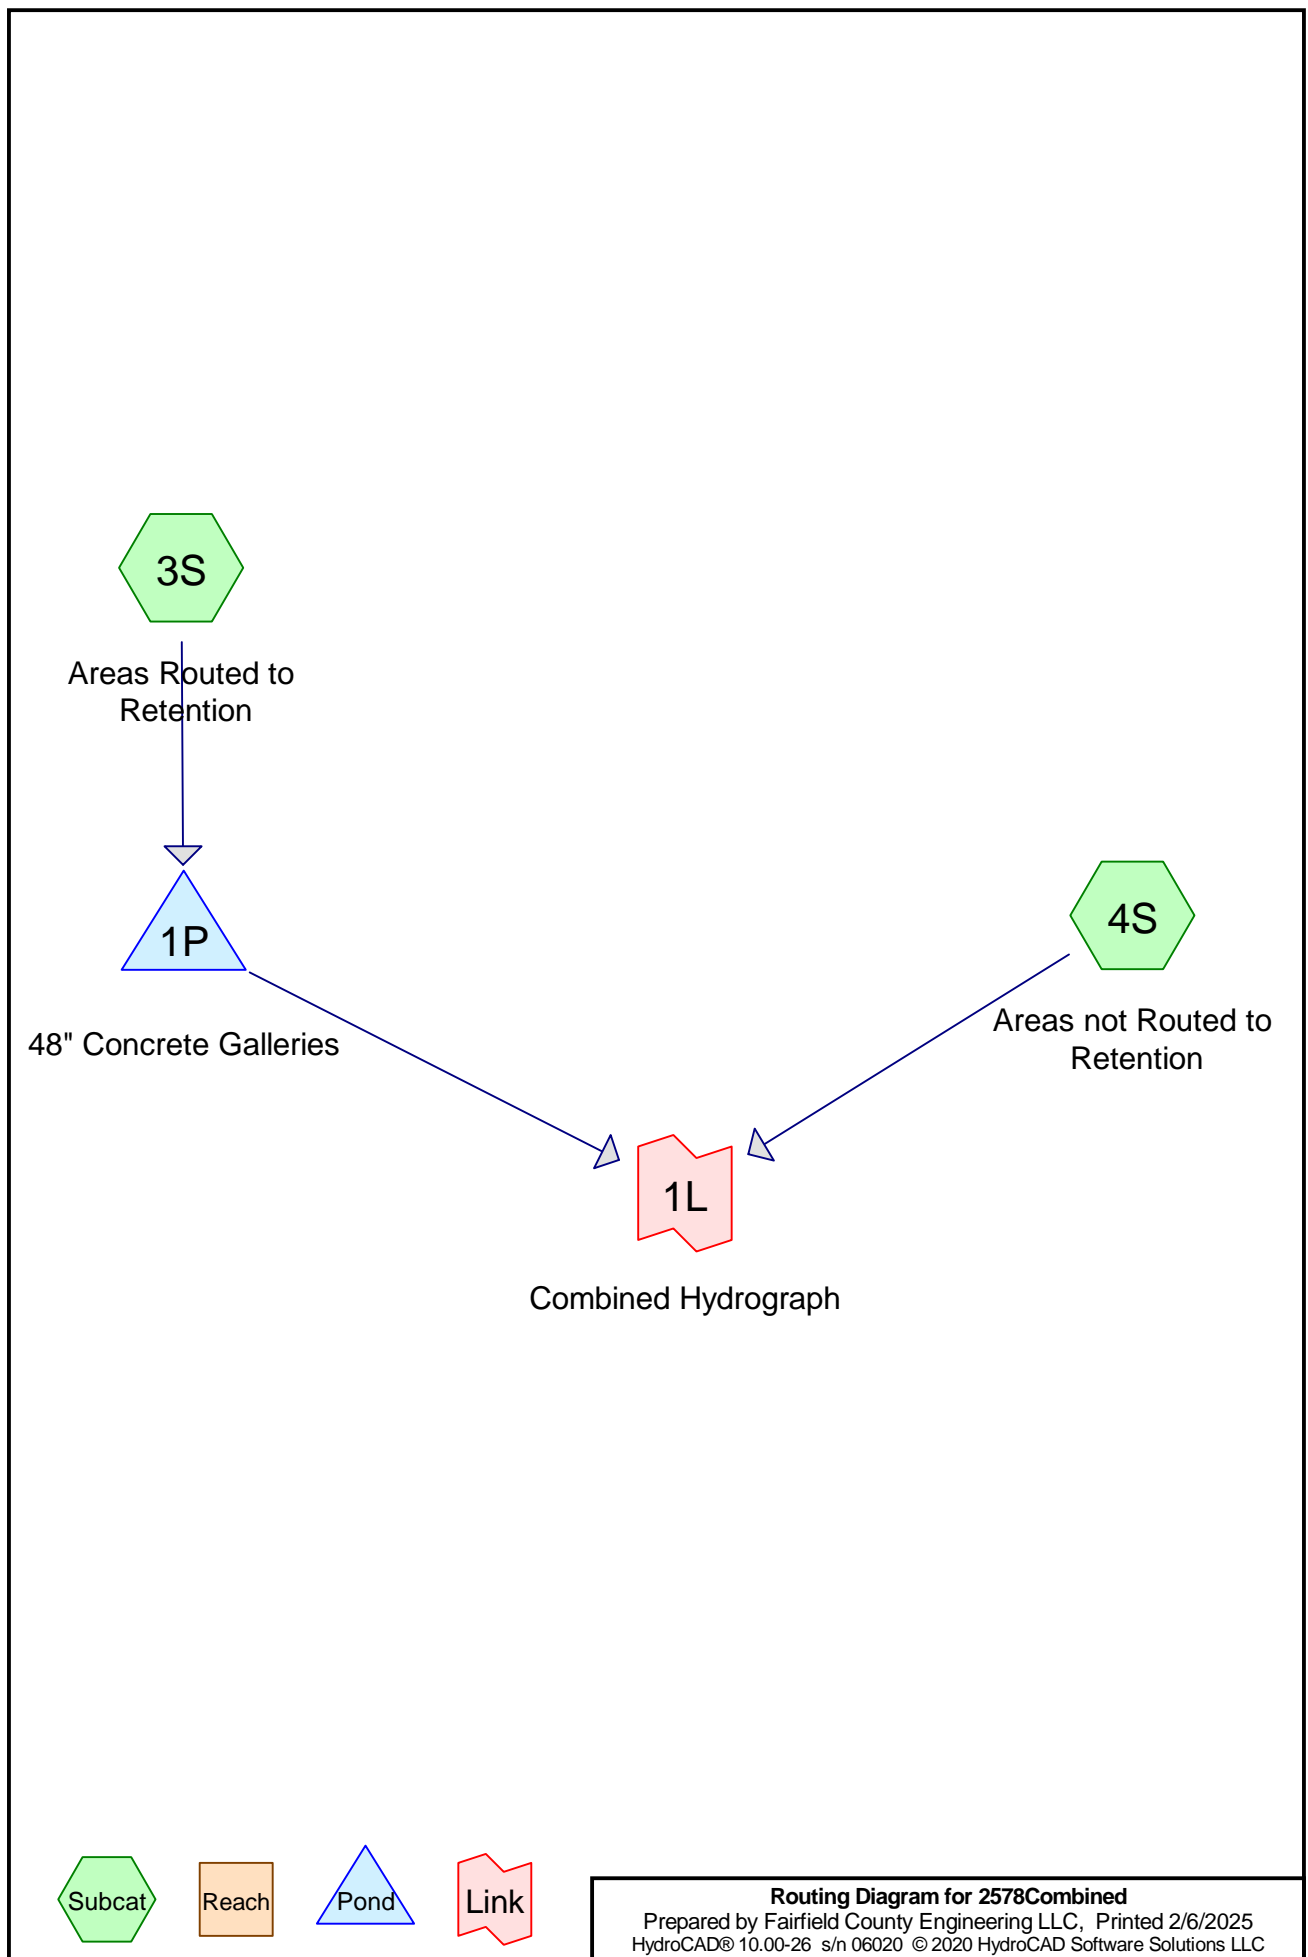 3S
Areas Routed to
Retention
1P
48" Concrete Galleries
4S
Areas not Routed to
Retention
1L
Combined Hydrograph
Subcat
Reach
Pond
Link
Routing Diagram for 2578Combined
Prepared by Fairfield County Engineering LLC, Printed 2/6/2025
HydroCAD® 10.00-26 s/n 06020 © 2020 HydroCAD Software Solutions LLC